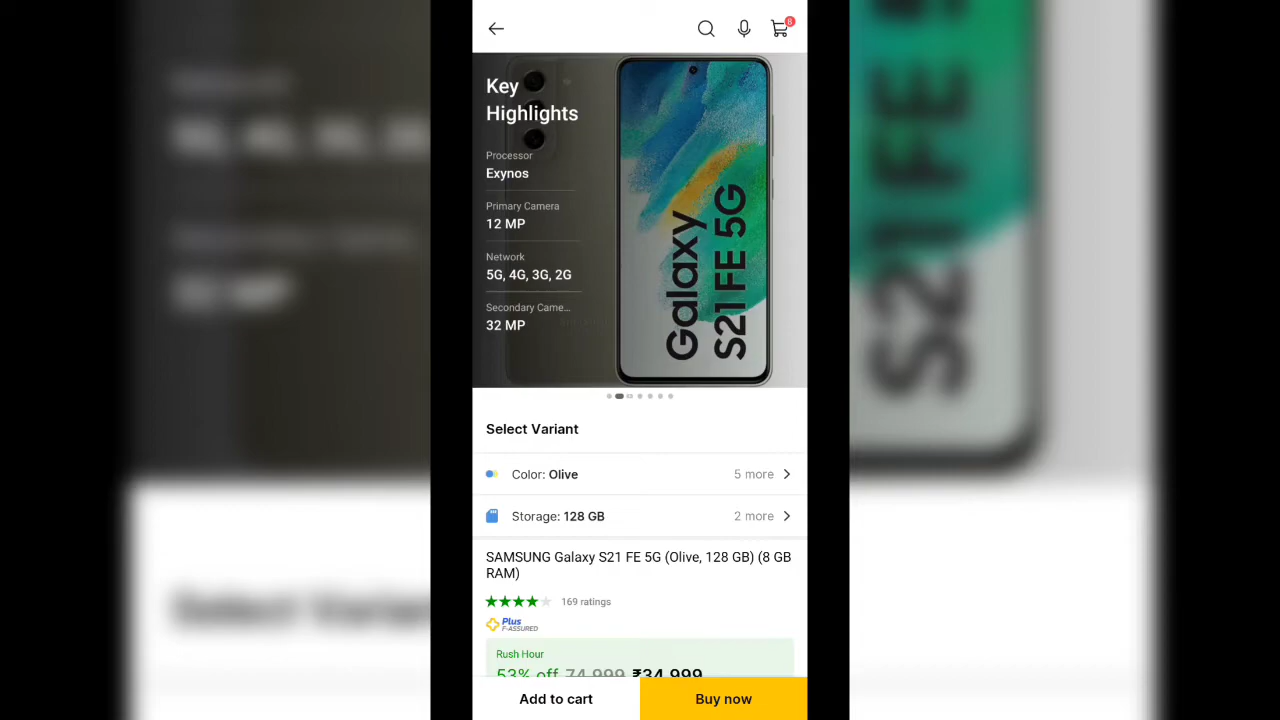 8
Key
Highlights
Processor
Exynos
Primary Camera
12 MP
Network
5G, 4G, 3G, 2G
Secondary Came...
32 MP
Galaxy
S21 FE 5G
Select Variant
Color: Olive
5 more
Storage: 128 GB
2 more
SAMSUNG Galaxy S21 FE 5G (Olive, 128 GB) (8 GB
RAM)
169 ratings
Plus
F-ASSURED
Rush Hour
53% off 74,999 ₹34,999
Add to cart
Buy now